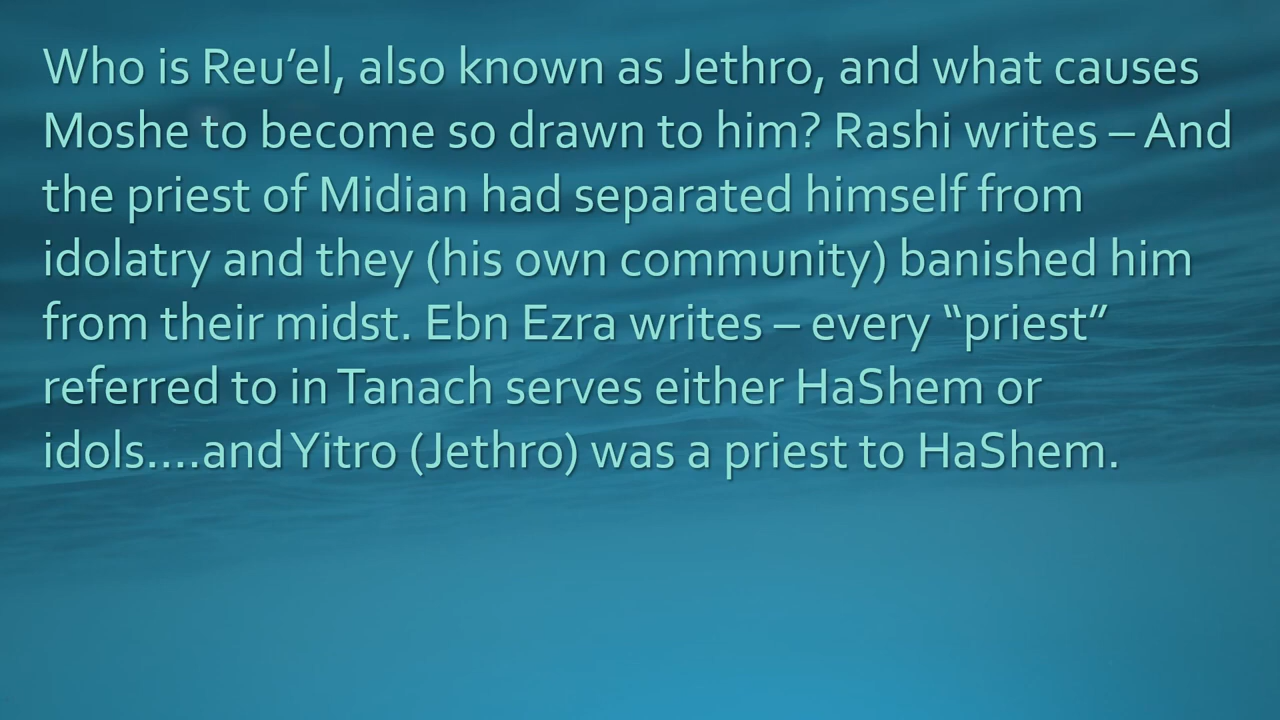 Who is Reu’el, also known as Jethro, and what causes
Moshe to become so drawn to him? Rashi writes – And
the priest of Midian had separated himself from
idolatry and they (his own community) banished him
from their midst. Ebn Ezra writes – every “priest”
referred to in Tanach serves either HaShem or
idols....and Yitro (Jethro) was a priest to HaShem.